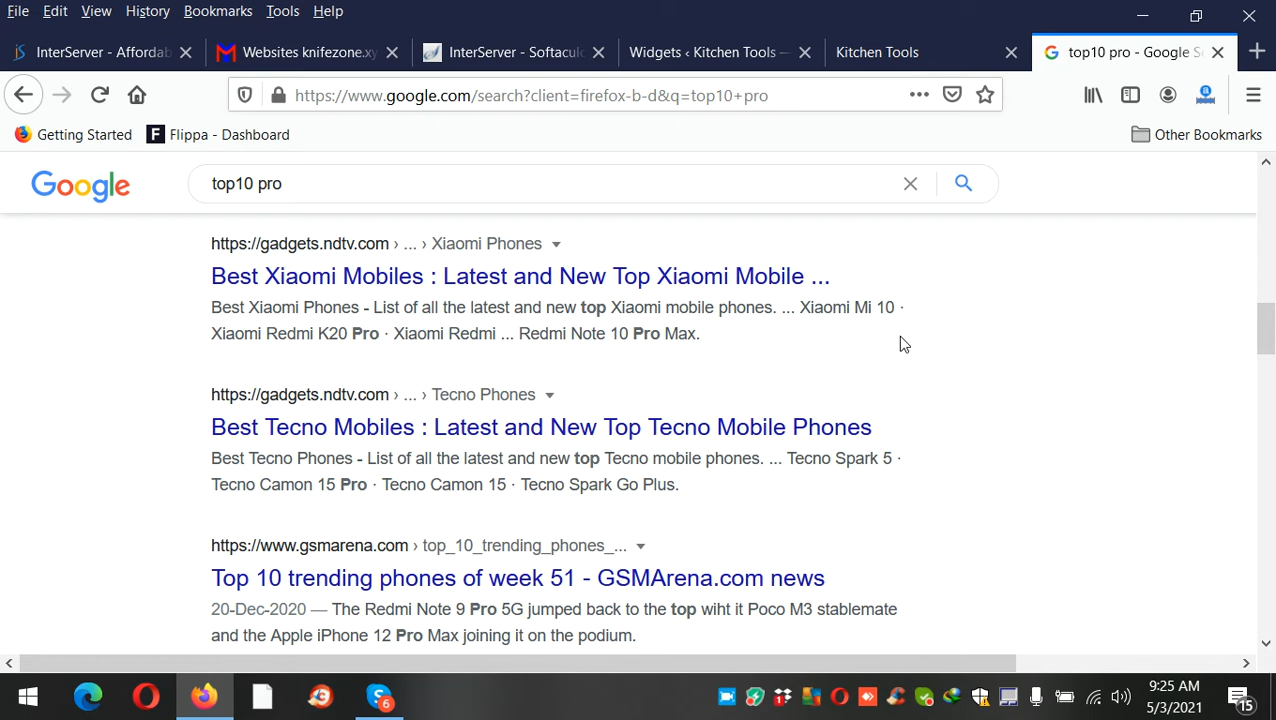 File Edit View History Bookmarks Tools Help
InterServer - Affordab
Websites knifezone.xy
InterServer - Softacul
Widgets ‹ Kitchen Tools —
Kitchen Tools
top10 pro - Google S
https://www.google.com/search?client=firefox-b-d&q=top10+pro
Getting Started
Flippa - Dashboard
Other Bookmarks
Google
top10 pro
https://gadgets.ndtv.com › ... › Xiaomi Phones
Best Xiaomi Mobiles : Latest and New Top Xiaomi Mobile ...
Best Xiaomi Phones - List of all the latest and new top Xiaomi mobile phones. ... Xiaomi Mi 10 ·
Xiaomi Redmi K20 Pro · Xiaomi Redmi ... Redmi Note 10 Pro Max.
https://gadgets.ndtv.com › ... › Tecno Phones
Best Tecno Mobiles : Latest and New Top Tecno Mobile Phones
Best Tecno Phones - List of all the latest and new top Tecno mobile phones. ... Tecno Spark 5 ·
Tecno Camon 15 Pro · Tecno Camon 15 · Tecno Spark Go Plus.
https://www.gsmarena.com › top_10_trending_phones_...
Top 10 trending phones of week 51 - GSMArena.com news
20-Dec-2020 — The Redmi Note 9 Pro 5G jumped back to the top wiht it Poco M3 stablemate
and the Apple iPhone 12 Pro Max joining it on the podium.
6
9:25 AM
5/3/2021
15